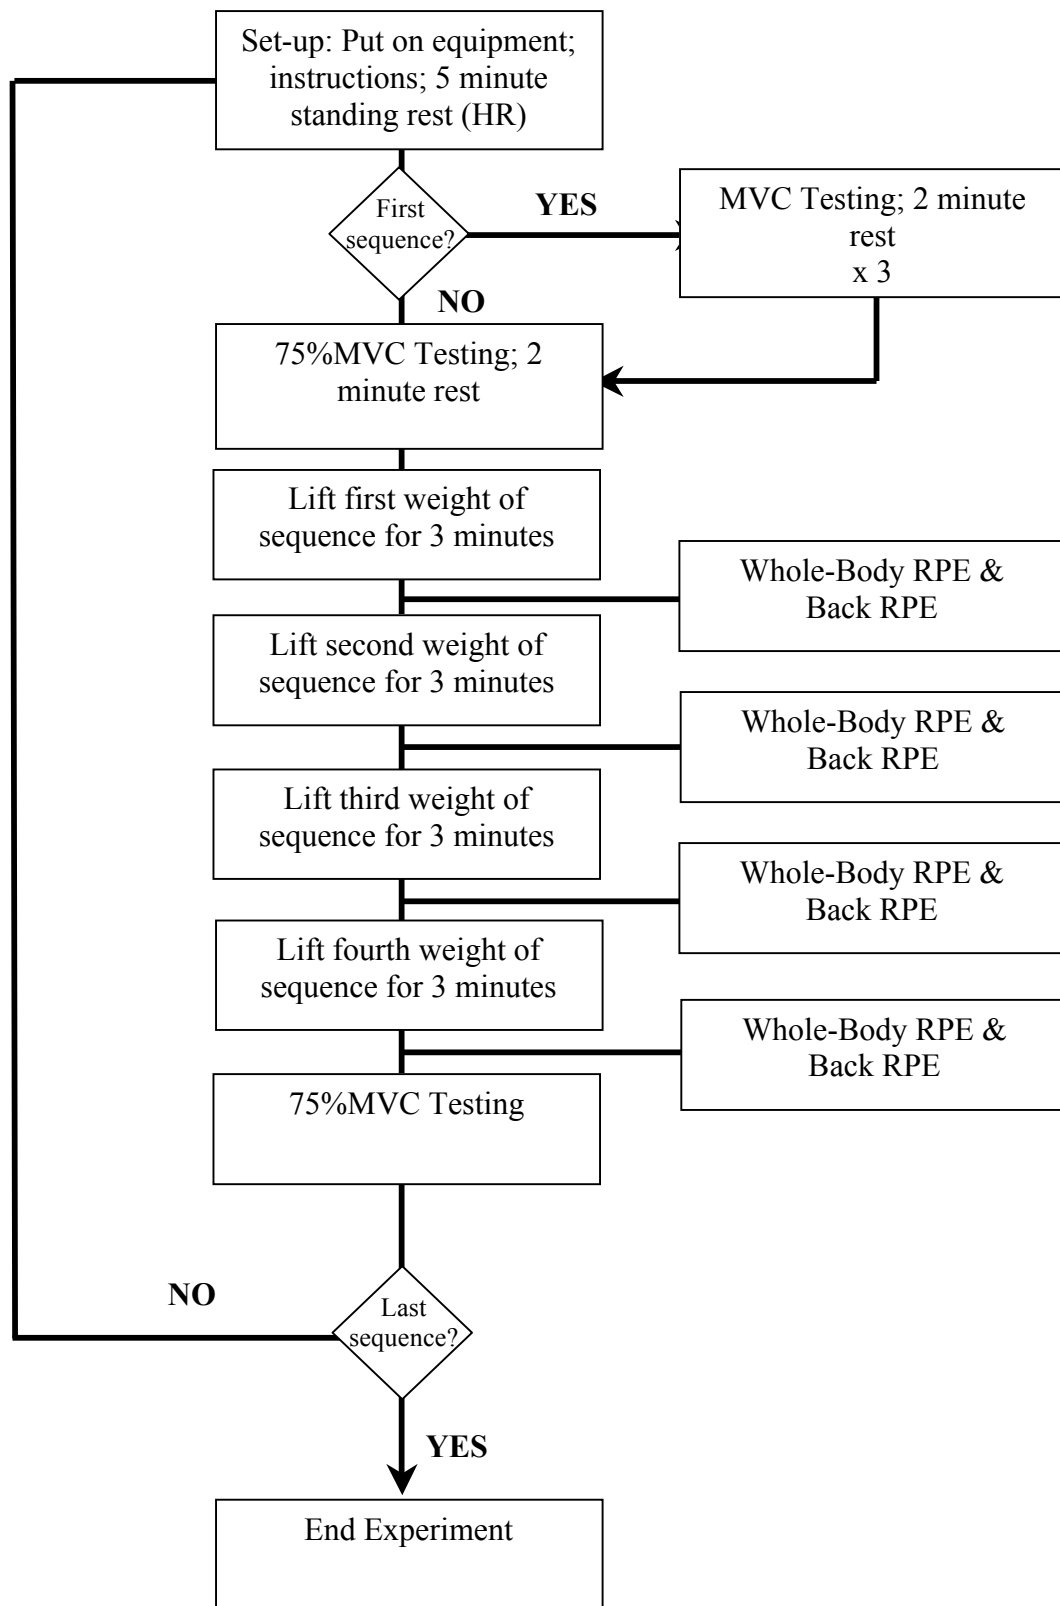 Set-up: Put on equipment;
instructions; 5 minute
standing rest (HR)
First
sequence?
YES
MVC Testing; 2 minute
rest
x 3
NO
75%MVC Testing; 2
minute rest
Lift first weight of
sequence for 3 minutes
Whole-Body RPE &
Back RPE
Lift second weight of
sequence for 3 minutes
Whole-Body RPE &
Back RPE
Lift third weight of
sequence for 3 minutes
Whole-Body RPE &
Back RPE
Lift fourth weight of
sequence for 3 minutes
Whole-Body RPE &
Back RPE
75%MVC Testing
NO
Last
sequence?
YES
End Experiment